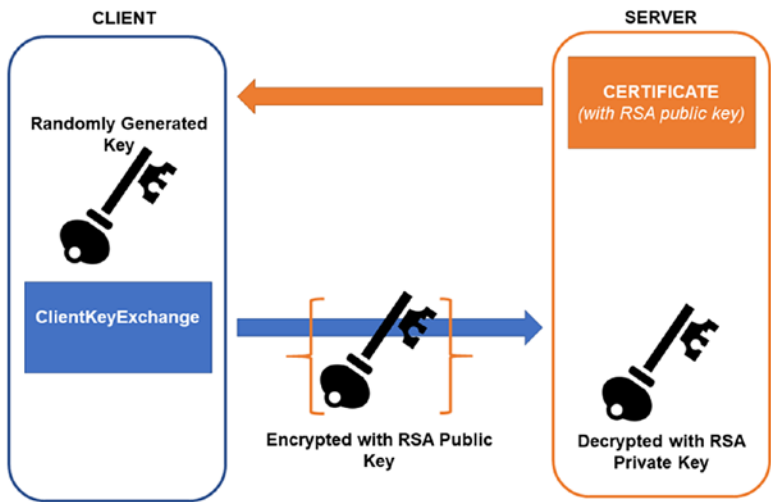 CLIENT
SERVER
CERTIFICATE
(with RSA public key)
Randomly Generated
Key
ClientKeyExchange
Encrypted with RSA Public
Key
Decrypted with RSA
Private Key